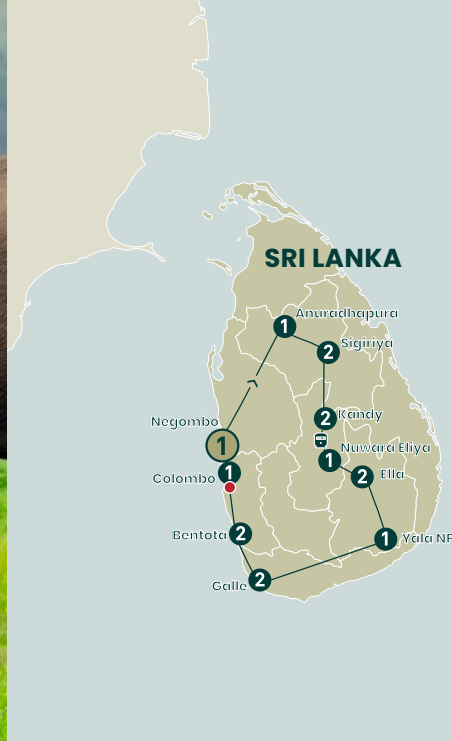 SRI LANKA
1 Anuradhapura
2 Sigiriya
2 Kandy
Negombo
1
1 Nuwara Eliya
Colombo 1
2 Ella
Bentota 2
1 Yala NP
Galle 2